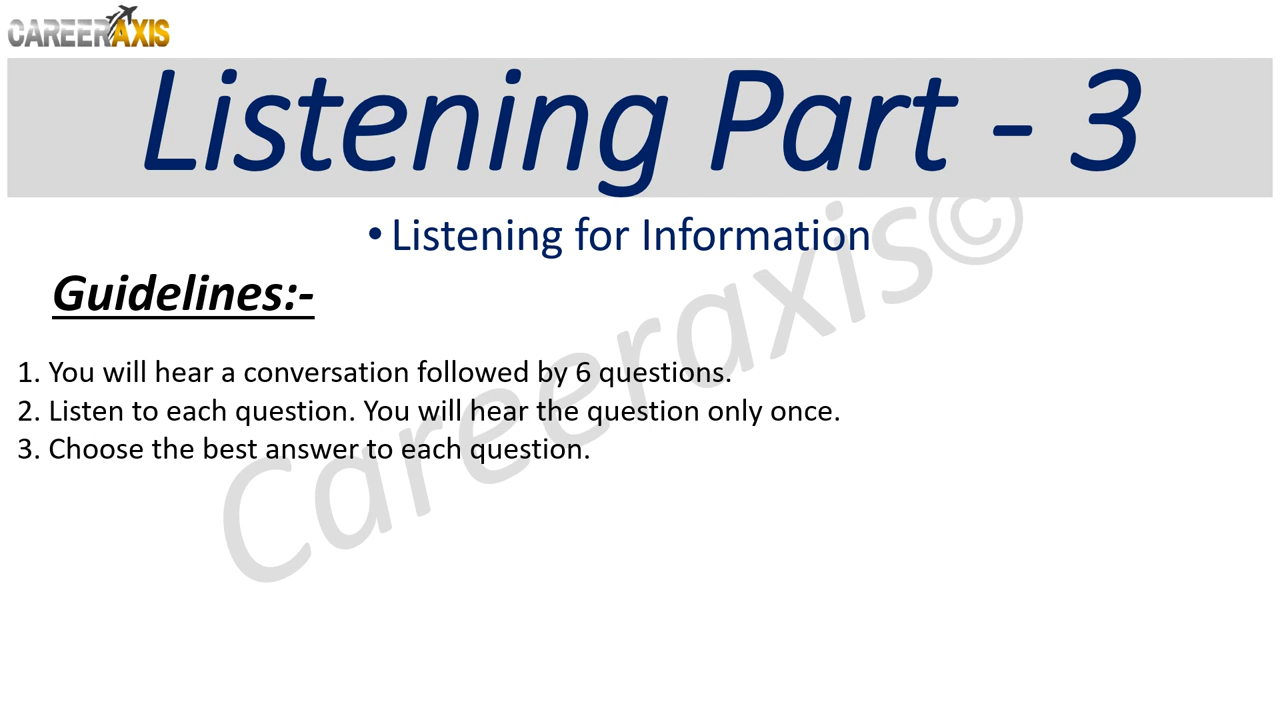 CAREERAXIS
Listening Part - 3
• Listening for Information
Guidelines:-
1. You will hear a conversation followed by 6 questions.
2. Listen to each question. You will hear the question only once.
3. Choose the best answer to each question.
Careeraxis©